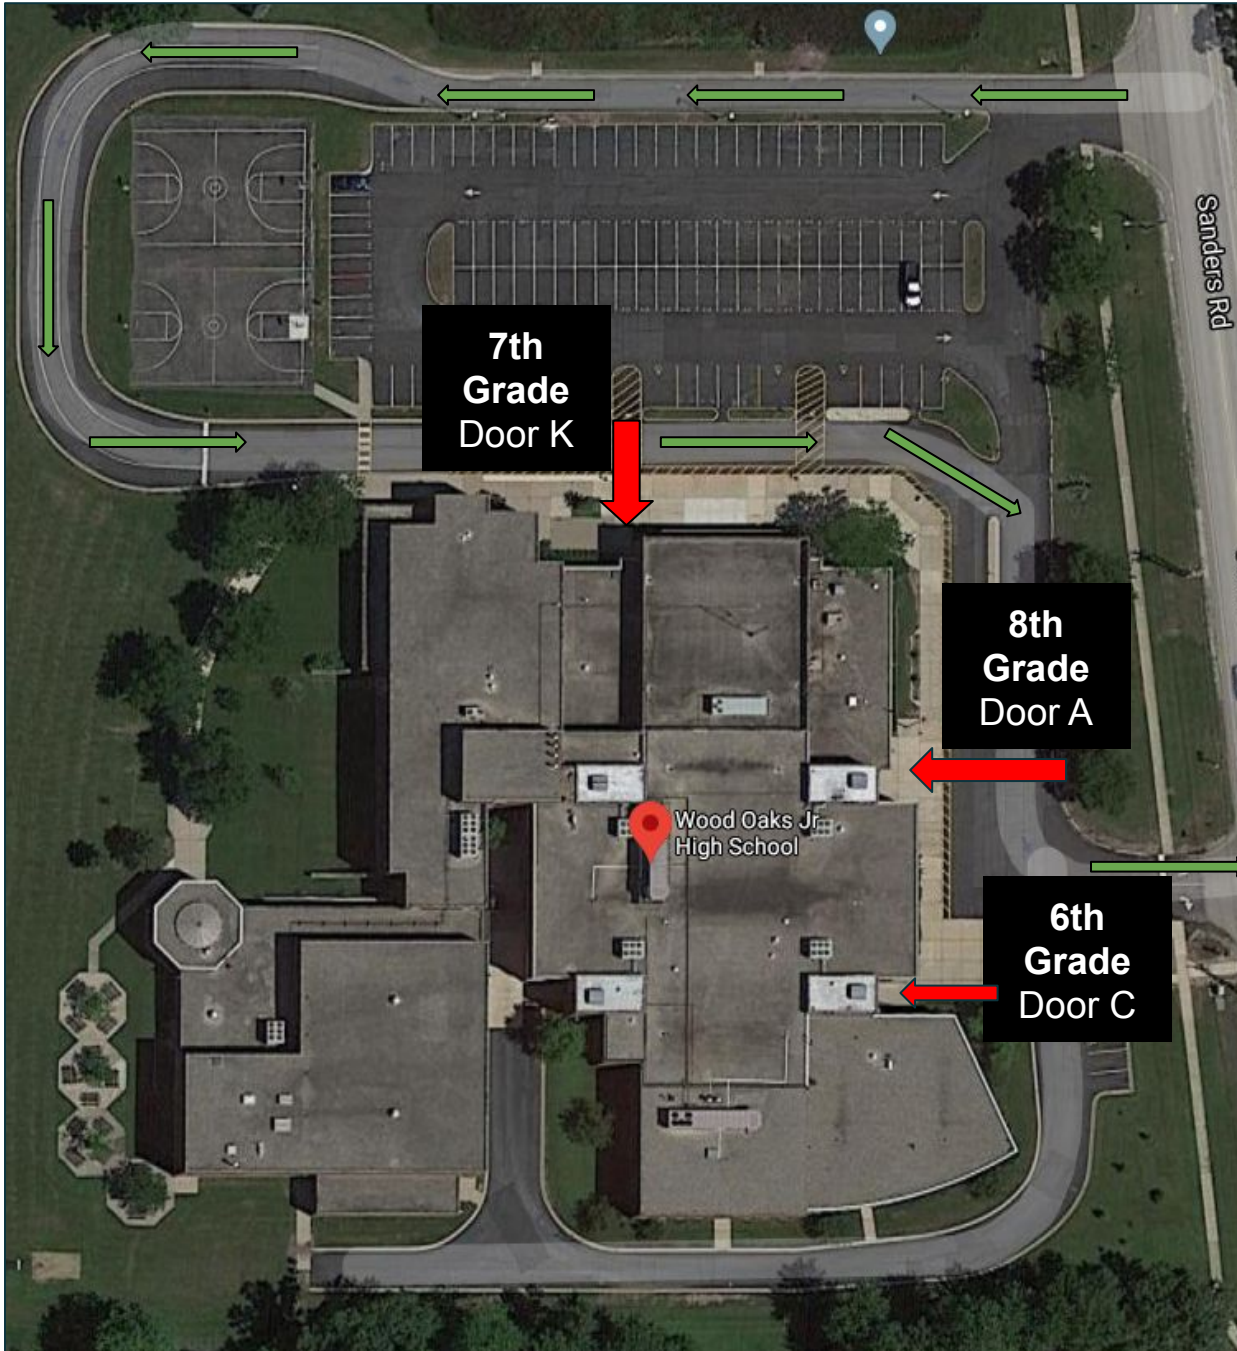 Sanders Rd
7th
Grade
Door K
8th
Grade
Door A
Wood Oaks Jr
High School
6th
Grade
Door C